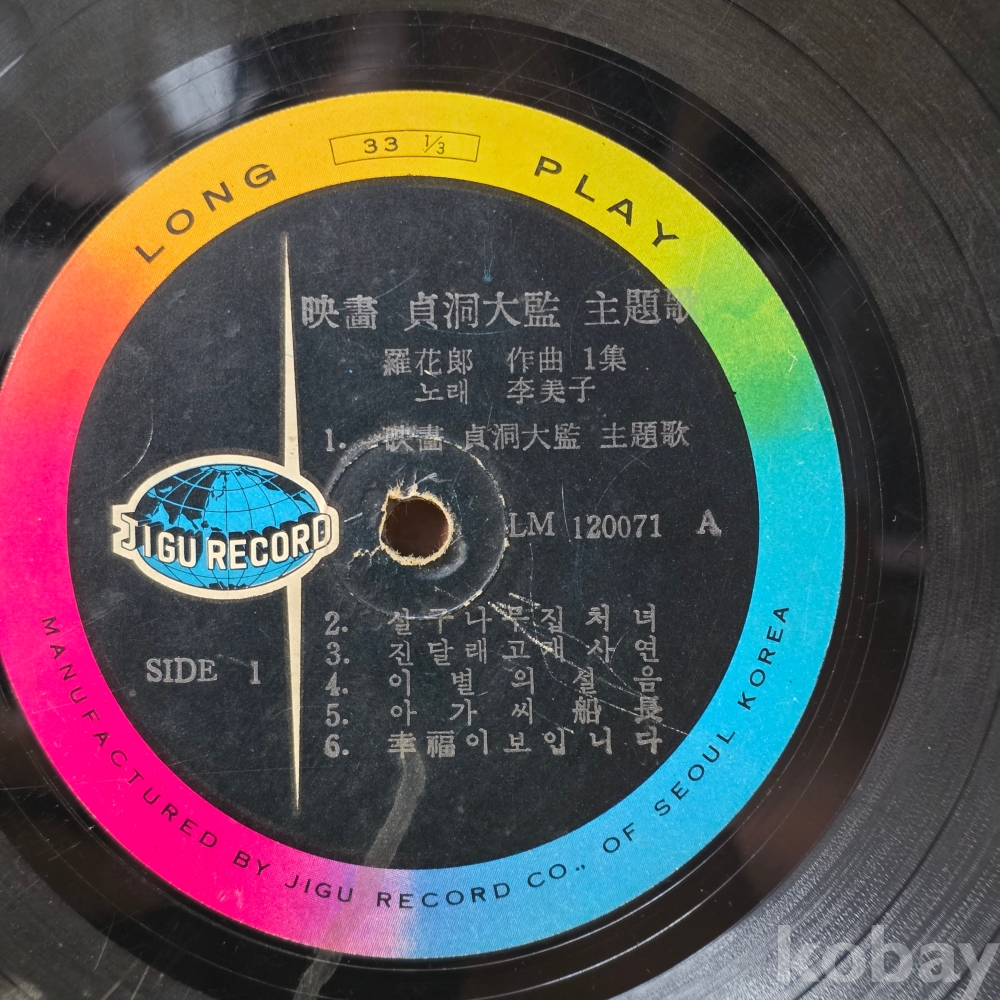 LONG 33 1/3 PLAY
映畵 貞洞大監 主題歌
羅花郎 作曲 1集
노래 李美子
1. 映畵 貞洞大監 主題歌
JIGU RECORD
LM 120071 A
SIDE 1
2. 살구나무집 처녀
3. 진달래고개 사연
4. 이별의 설음
5. 아가씨 船長
6. 幸福이 보입니다
MANUFACTURED BY JIGU RECORD CO., OF SEOUL KOREA
kobay